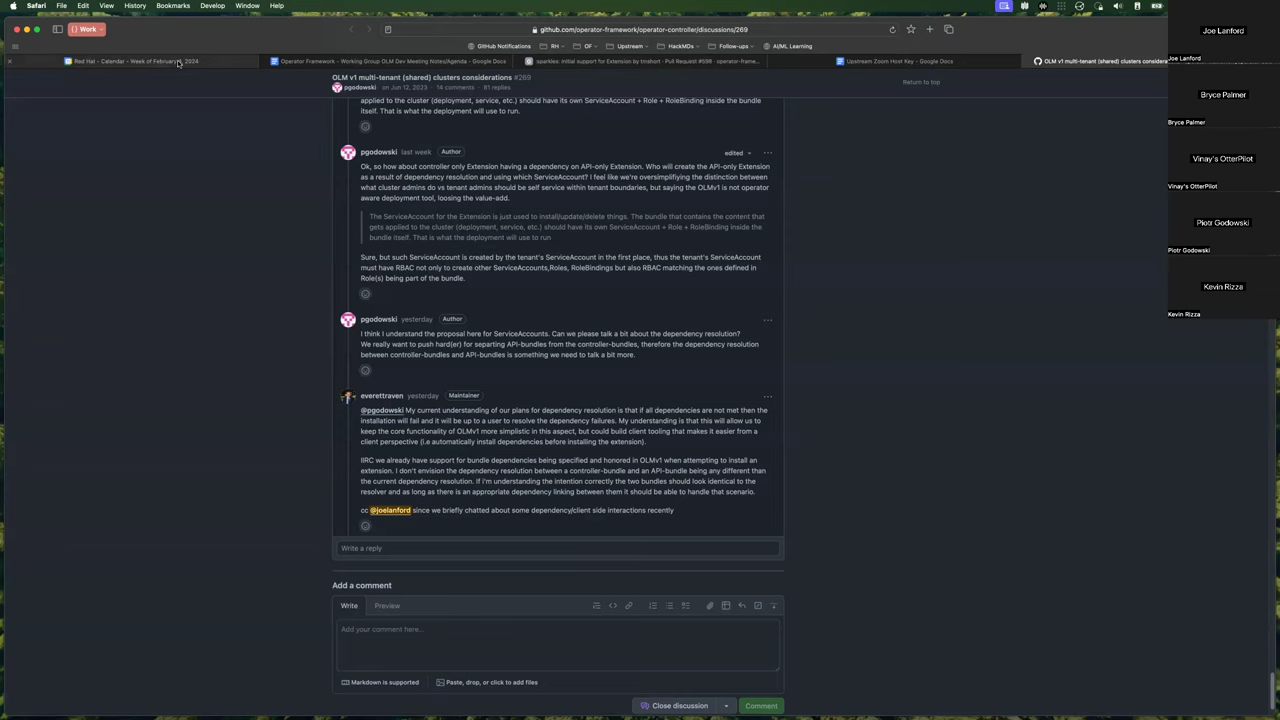 Safari File Edit View History Bookmarks Develop Window Help
Work
github.com/operator-framework/operator-controller/discussions/269
GitHub Notifications RH OF Upstream HackMDs Follow-ups AI/ML Learning
Red Hat - Calendar - Week of February 4, 2024
Operator Framework - Working Group OLM Dev Meeting Notes/Agenda - Google Docs
sparkles: initial support for Extension by tmshort · Pull Request #598 · operator-frame...
Upstream Zoom Host Key - Google Docs
OLM v1 multi-tenant (shared) clusters considera...
OLM v1 multi-tenant (shared) clusters considerations #269
pgodowski on Jun 12, 2023 · 14 comments · 81 replies
Return to top
applied to the cluster (deployment, service, etc.) should have its own ServiceAccount + Role + RoleBinding inside the bundle
itself. That is what the deployment will use to run.
pgodowski last week Author
edited
Ok, so how about controller only Extension having a dependency on API-only Extension. Who will create the API-only Extension
as a result of dependency resolution and using which ServiceAccount? I feel like we're oversimpliflying the distinction between
what cluster admins do vs tenant admins should be self service within tenant boundaries, but saying the OLMv1 is not operator
aware deployment tool, loosing the value-add.
The ServiceAccount for the Extension is just used to install/update/delete things. The bundle that contains the content that
gets applied to the cluster (deployment, service, etc.) should have its own ServiceAccount + Role + RoleBinding inside the
bundle itself. That is what the deployment will use to run
Sure, but such ServiceAccount is created by the tenant's ServiceAccount in the first place, thus the tenant's ServiceAccount
must have RBAC not only to create other ServiceAccounts,Roles, RoleBindings but also RBAC matching the ones defined in
Role(s) being part of the bundle.
pgodowski yesterday Author
I think I understand the proposal here for ServiceAccounts. Can we please talk a bit about the dependency resolution?
We really want to push hard(er) for separting API-bundles from the controller-bundles, therefore the dependency resolution
between controller-bundles and API-bundles is something we need to talk a bit more.
everettraven yesterday Maintainer
@pgodowski My current understanding of our plans for dependency resolution is that if all dependencies are not met then the
installation will fail and it will be up to a user to resolve the dependency failures. My understanding is that this will allow us to
keep the core functionality of OLMv1 more simplistic in this aspect, but could build client tooling that makes it easier from a
client perspective (i.e automatically install dependencies before installing the extension).
IIRC we already have support for bundle dependencies being specified and honored in OLMv1 when attempting to install an
extension. I don't envision the dependency resolution between a controller-bundle and an API-bundle being any different than
the current dependency resolution. If i'm understanding the intention correctly the two bundles should look identical to the
resolver and as long as there is an appropriate dependency linking between them it should be able to handle that scenario.
cc @joelanford since we briefly chatted about some dependency/client side interactions recently
Write a reply
Add a comment
Write Preview
Add your comment here...
Markdown is supported
Paste, drop, or click to add files
Close discussion
Comment
Joe Lanford
Joe Lanford
Bryce Palmer
Bryce Palmer
Vinay's OtterPilot
Vinay's OtterPilot
Piotr Godowski
Piotr Godowski
Kevin Rizza
Kevin Rizza